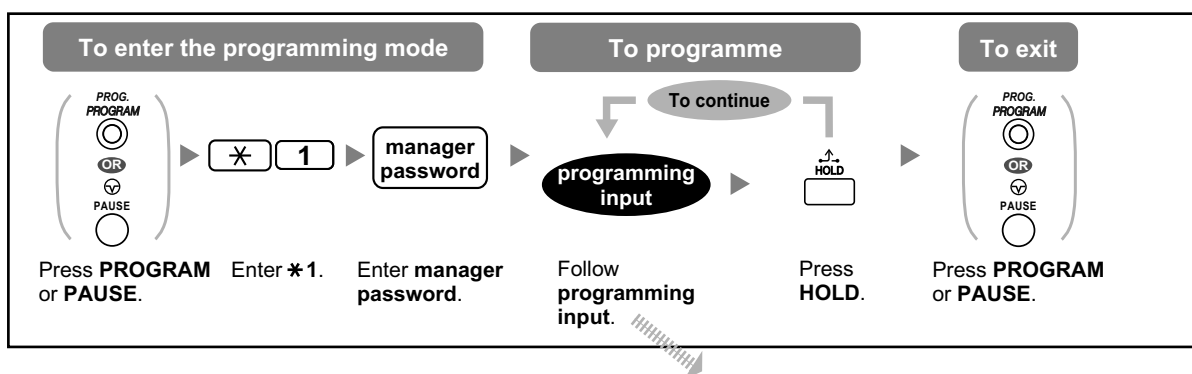 To enter the programming mode
To programme
To exit
To continue
PROG.
PROGRAM
OR
PAUSE
✳ 1
manager
password
programming
input
HOLD
PROG.
PROGRAM
OR
PAUSE
Press PROGRAM
or PAUSE.
Enter ✳1.
Enter manager
password.
Follow
programming
input.
Press
HOLD.
Press PROGRAM
or PAUSE.